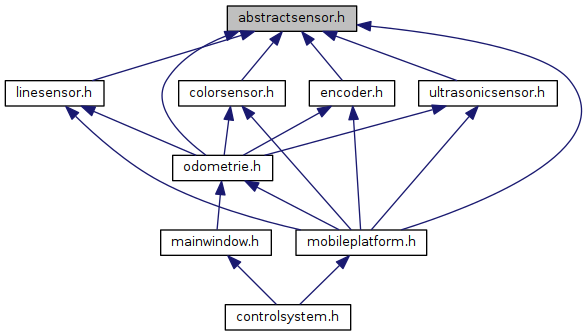 abstractsensor.h
linesensor.h
colorsensor.h
encoder.h
ultrasonicsensor.h
odometrie.h
mainwindow.h
mobileplatform.h
controlsystem.h